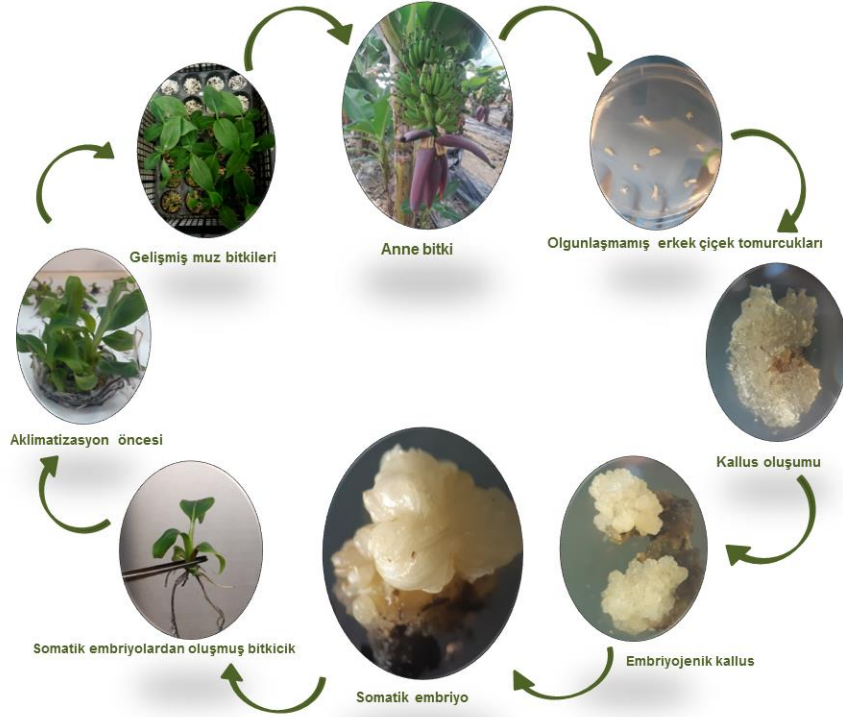 Anne bitki
Olgunlaşmamış erkek çiçek tomurcukları
Kallus oluşumu
Embriyojenik kallus
Somatik embriyo
Somatik embriyolardan oluşmuş bitkicik
Aklimatizasyon öncesi
Gelişmiş muz bitkileri